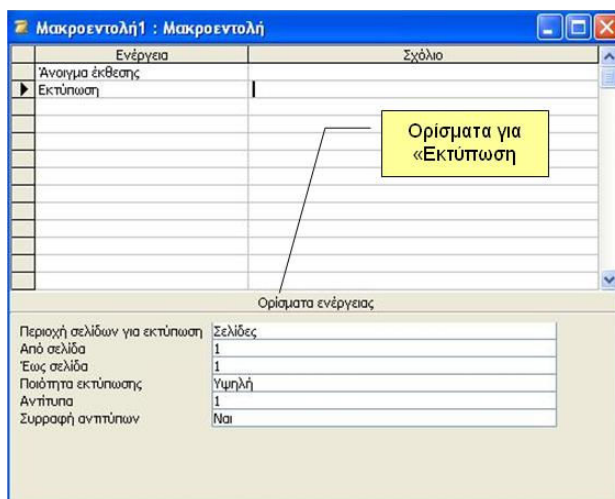 Μακροεντολή1 : Μακροεντολή
Ενέργεια Σχόλιο
Άνοιγμα έκθεσης
Εκτύπωση
Ορίσματα για
«Εκτύπωση
Ορίσματα ενέργειας
Περιοχή σελίδων για εκτύπωση Σελίδες
Από σελίδα 1
Έως σελίδα 1
Ποιότητα εκτύπωσης Υψηλή
Αντίτυπα 1
Συρραφή αντιτύπων Ναι